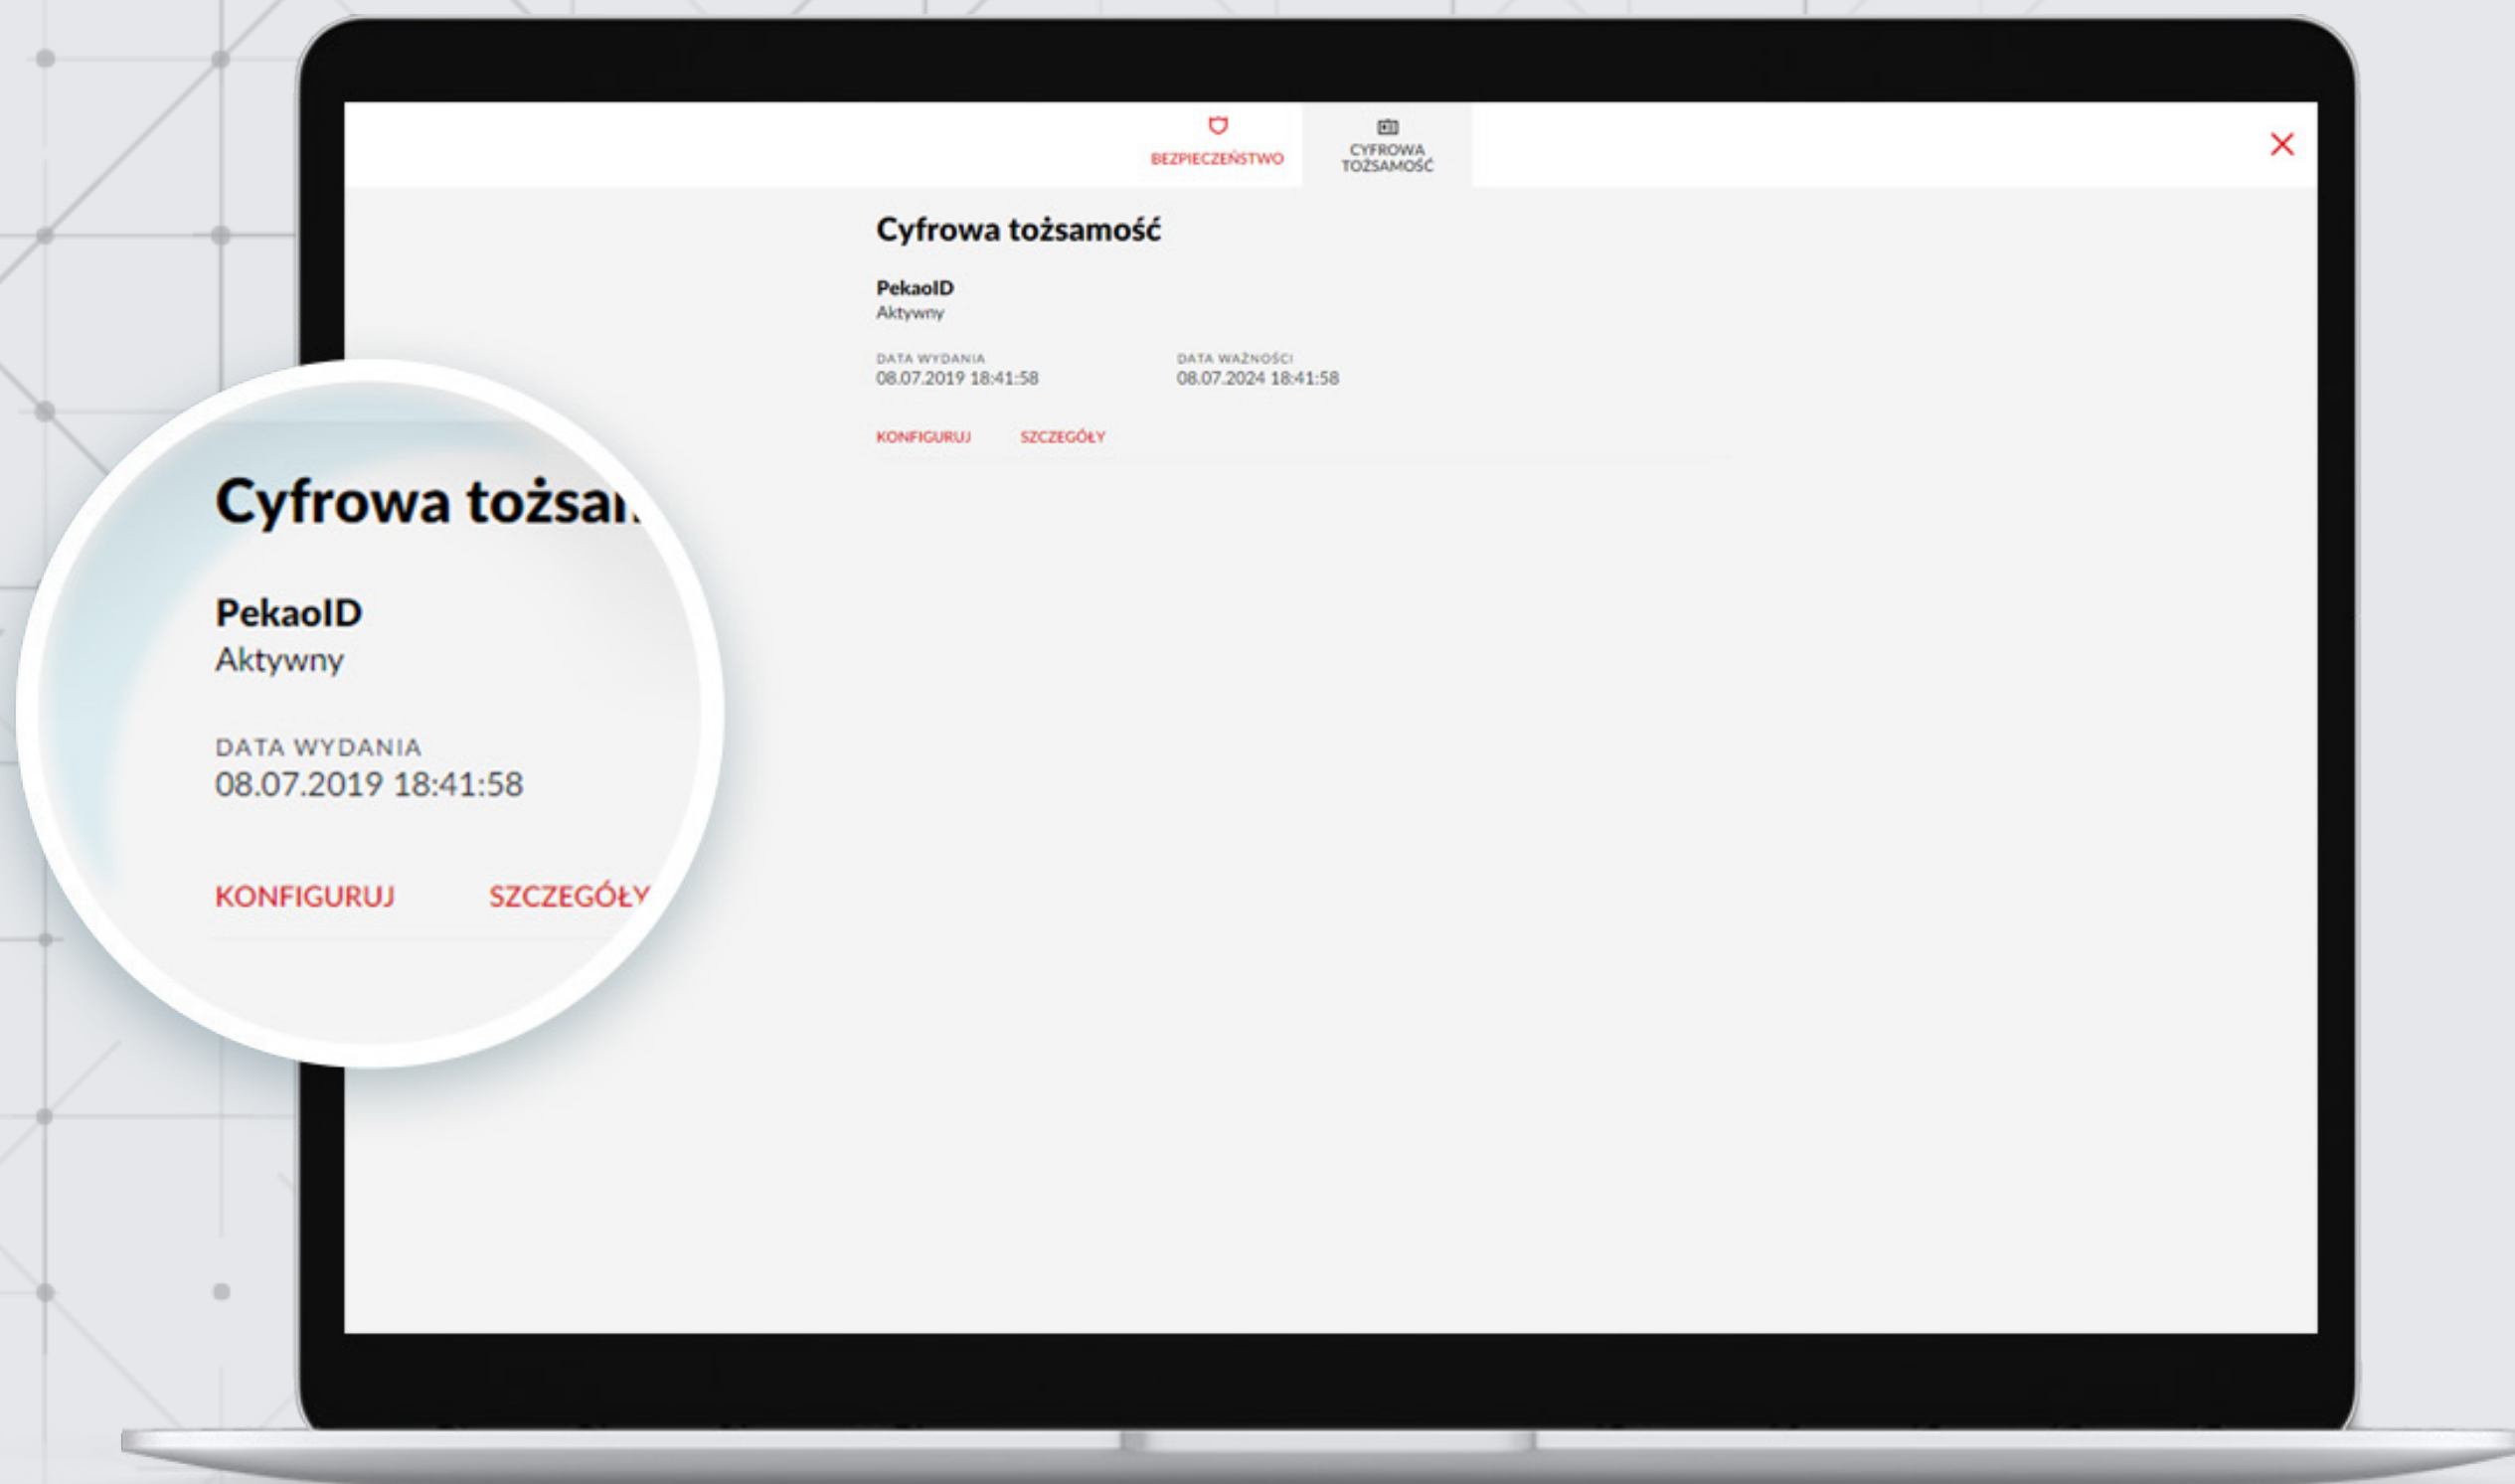 BEZPIECZEŃSTWO
CYFROWA
TOŻSAMOŚĆ
Cyfrowa tożsamość
PekaoID
Aktywny
DATA WYDANIA
08.07.2019 18:41:58
DATA WAŻNOŚCI
08.07.2024 18:41:58
KONFIGURUJ
SZCZEGÓŁY
Cyfrowa
PekaoID
Aktywny
DATA WYDANIA
08.07.2019 18:41:58
KONFIGURUJ
SZCZEGÓŁY